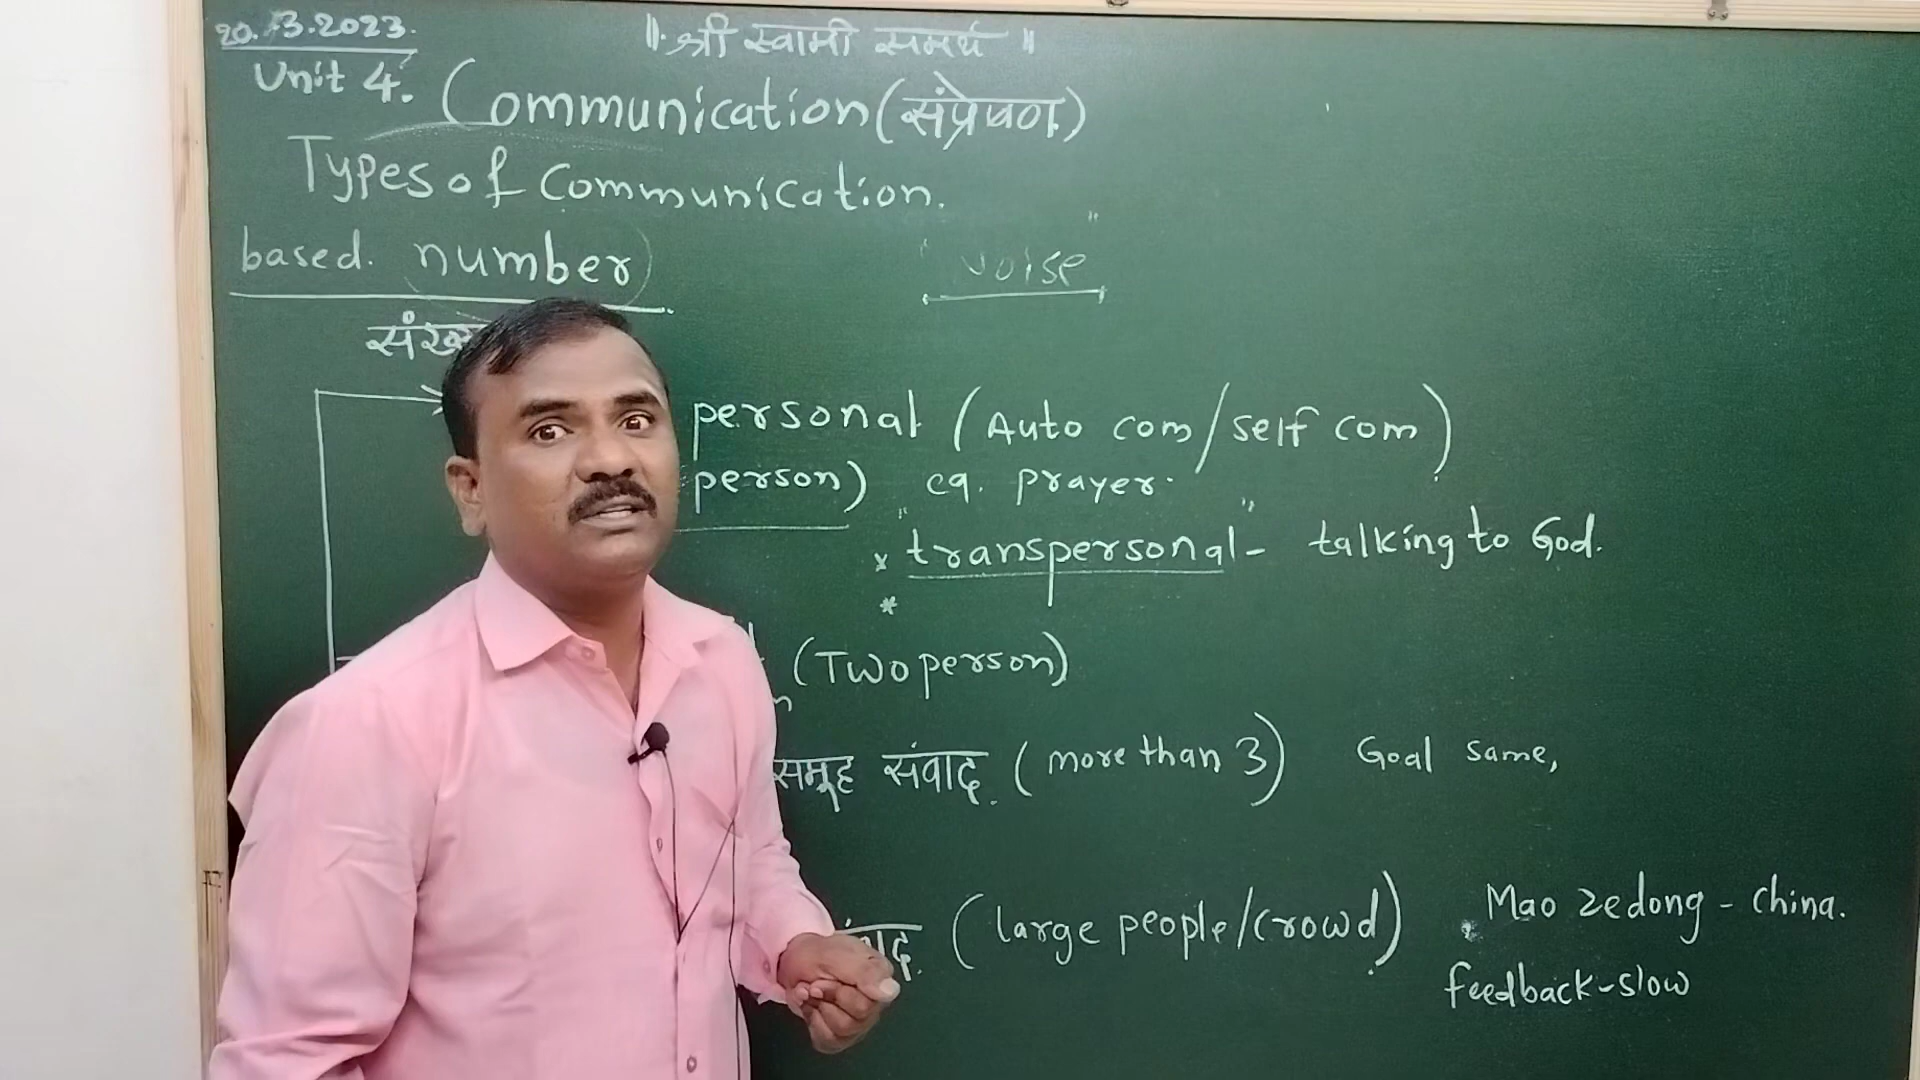 20.3.2023.
॥ श्री स्वामी समर्थ ॥
Unit 4. Communication (संप्रेषण)
Types of Communication.
based. number
"voise"
personal (Auto com/self com)
person) eg. prayer.
* "transpersonal" - talking to God.
*
(Two person)
समूह संवाद. (more than 3) Goal same,
(large people/crowd) Mao zedong - china.
feedback-slow